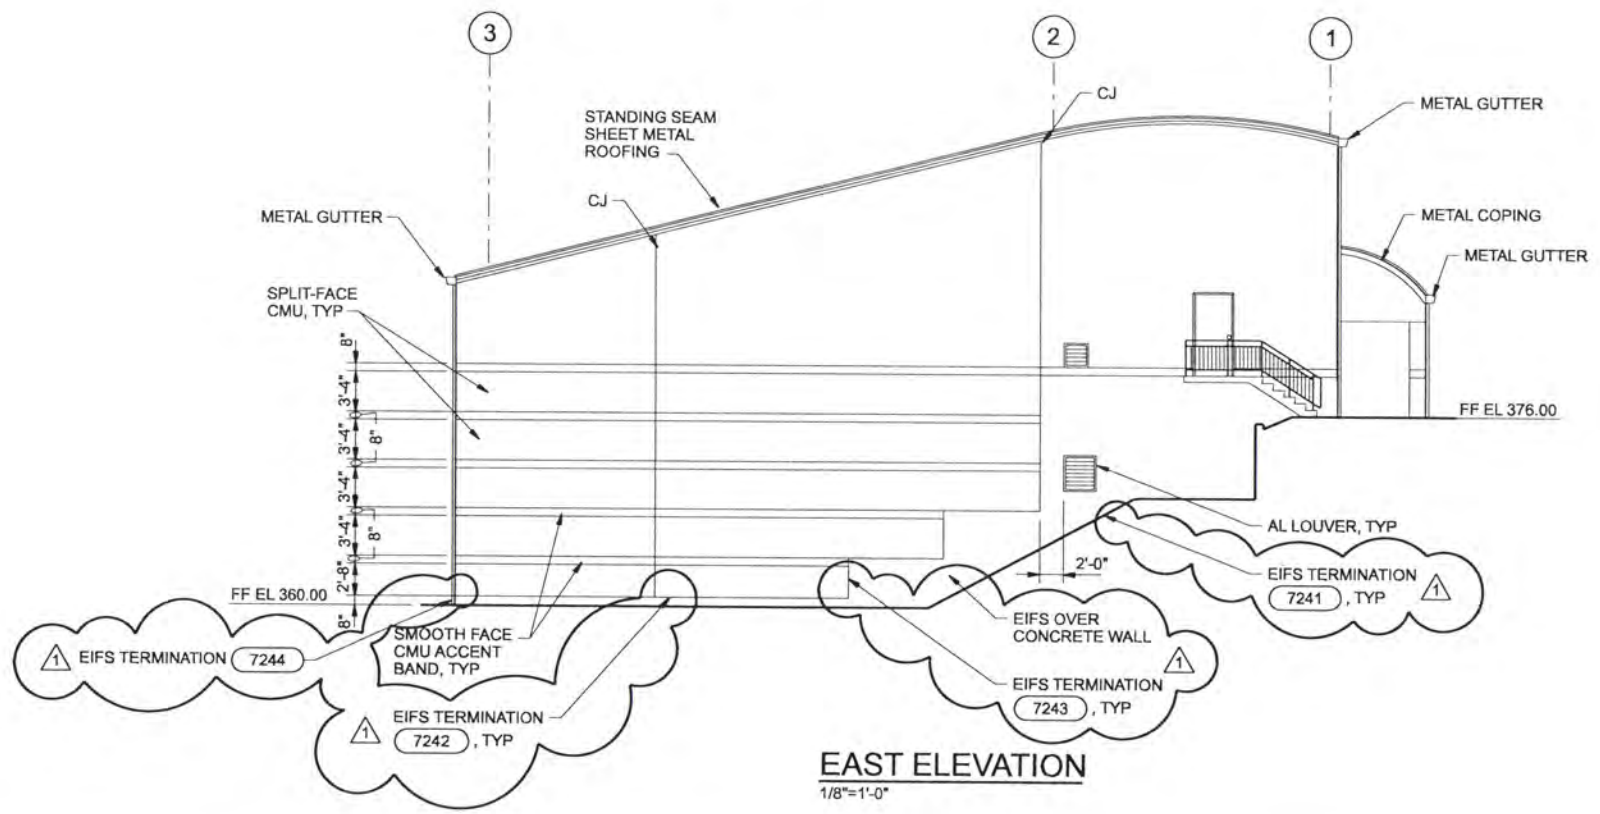 3
2
1
CJ
METAL GUTTER
STANDING SEAM
SHEET METAL
ROOFING
CJ
METAL GUTTER
METAL COPING
METAL GUTTER
SPLIT-FACE
CMU, TYP
8"
3'-4"
3'-4"
8"
3'-4"
3'-4"
8"
2'-8"
8"
FF EL 376.00
AL LOUVER, TYP
2'-0"
FF EL 360.00
EIFS TERMINATION
7241 , TYP
1
EIFS OVER
CONCRETE WALL
1
SMOOTH FACE
CMU ACCENT
BAND, TYP
1 EIFS TERMINATION 7244
EIFS TERMINATION
7243 , TYP
1
EIFS TERMINATION
7242 , TYP
EAST ELEVATION
1/8"=1'-0"